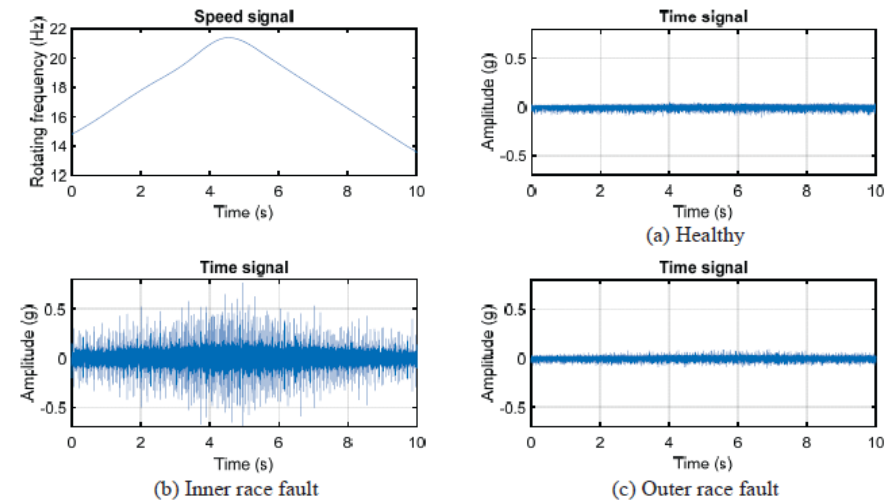 Speed signal
Rotating frequency (Hz)
22
20
18
16
14
12
0 2 4 6 8 10
Time (s)
Time signal
Amplitude (g)
0.5
0
-0.5
0 2 4 6 8 10
Time (s)
(a) Healthy
Time signal
Amplitude (g)
0.5
0
-0.5
0 2 4 6 8 10
Time (s)
(b) Inner race fault
Time signal
Amplitude (g)
0.5
0
-0.5
0 2 4 6 8 10
Time (s)
(c) Outer race fault